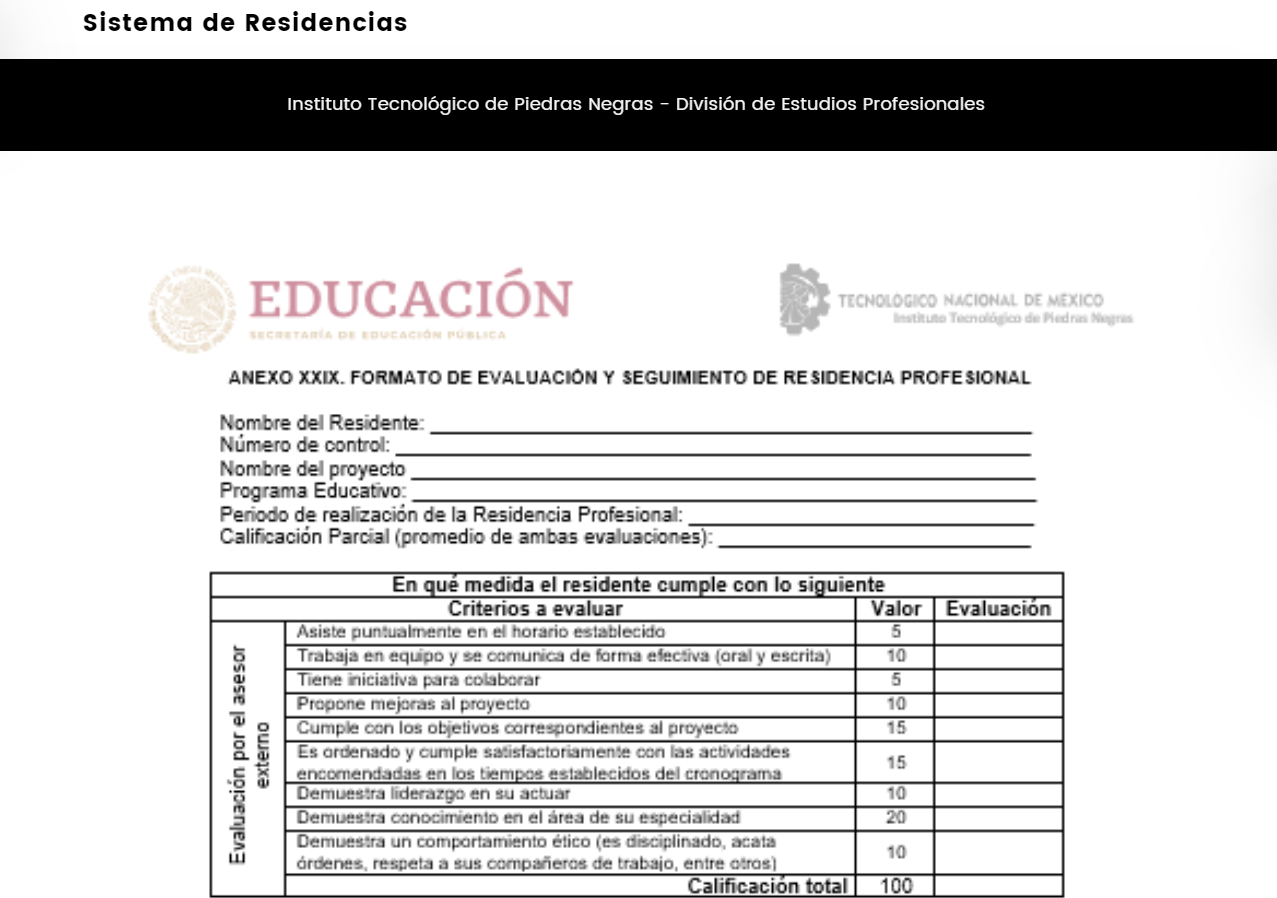 Sistema de Residencias
Instituto Tecnológico de Piedras Negras - División de Estudios Profesionales
EDUCACIÓN
SECRETARÍA DE EDUCACIÓN PÚBLICA
TECNOLÓGICO NACIONAL DE MÉXICO
Instituto Tecnológico de Piedras Negras
ANEXO XXIX. FORMATO DE EVALUACIÓN Y SEGUIMIENTO DE RESIDENCIA PROFESIONAL
Nombre del Residente:
Número de control:
Nombre del proyecto
Programa Educativo:
Periodo de realización de la Residencia Profesional:
Calificación Parcial (promedio de ambas evaluaciones):
En qué medida el residente cumple con lo siguiente
Criterios a evaluar Valor Evaluación
Evaluación por el asesor
externo
Asiste puntualmente en el horario establecido 5
Trabaja en equipo y se comunica de forma efectiva (oral y escrita) 10
Tiene iniciativa para colaborar 5
Propone mejoras al proyecto 10
Cumple con los objetivos correspondientes al proyecto 15
Es ordenado y cumple satisfactoriamente con las actividades
encomendadas en los tiempos establecidos del cronograma 15
Demuestra liderazgo en su actuar 10
Demuestra conocimiento en el área de su especialidad 20
Demuestra un comportamiento ético (es disciplinado, acata
órdenes, respeta a sus compañeros de trabajo, entre otros) 10
Calificación total 100